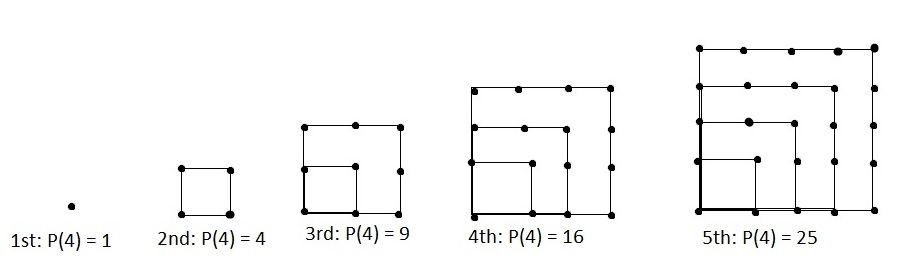 1st: P(4) = 1
2nd: P(4) = 4
3rd: P(4) = 9
4th: P(4) = 16
5th: P(4) = 25